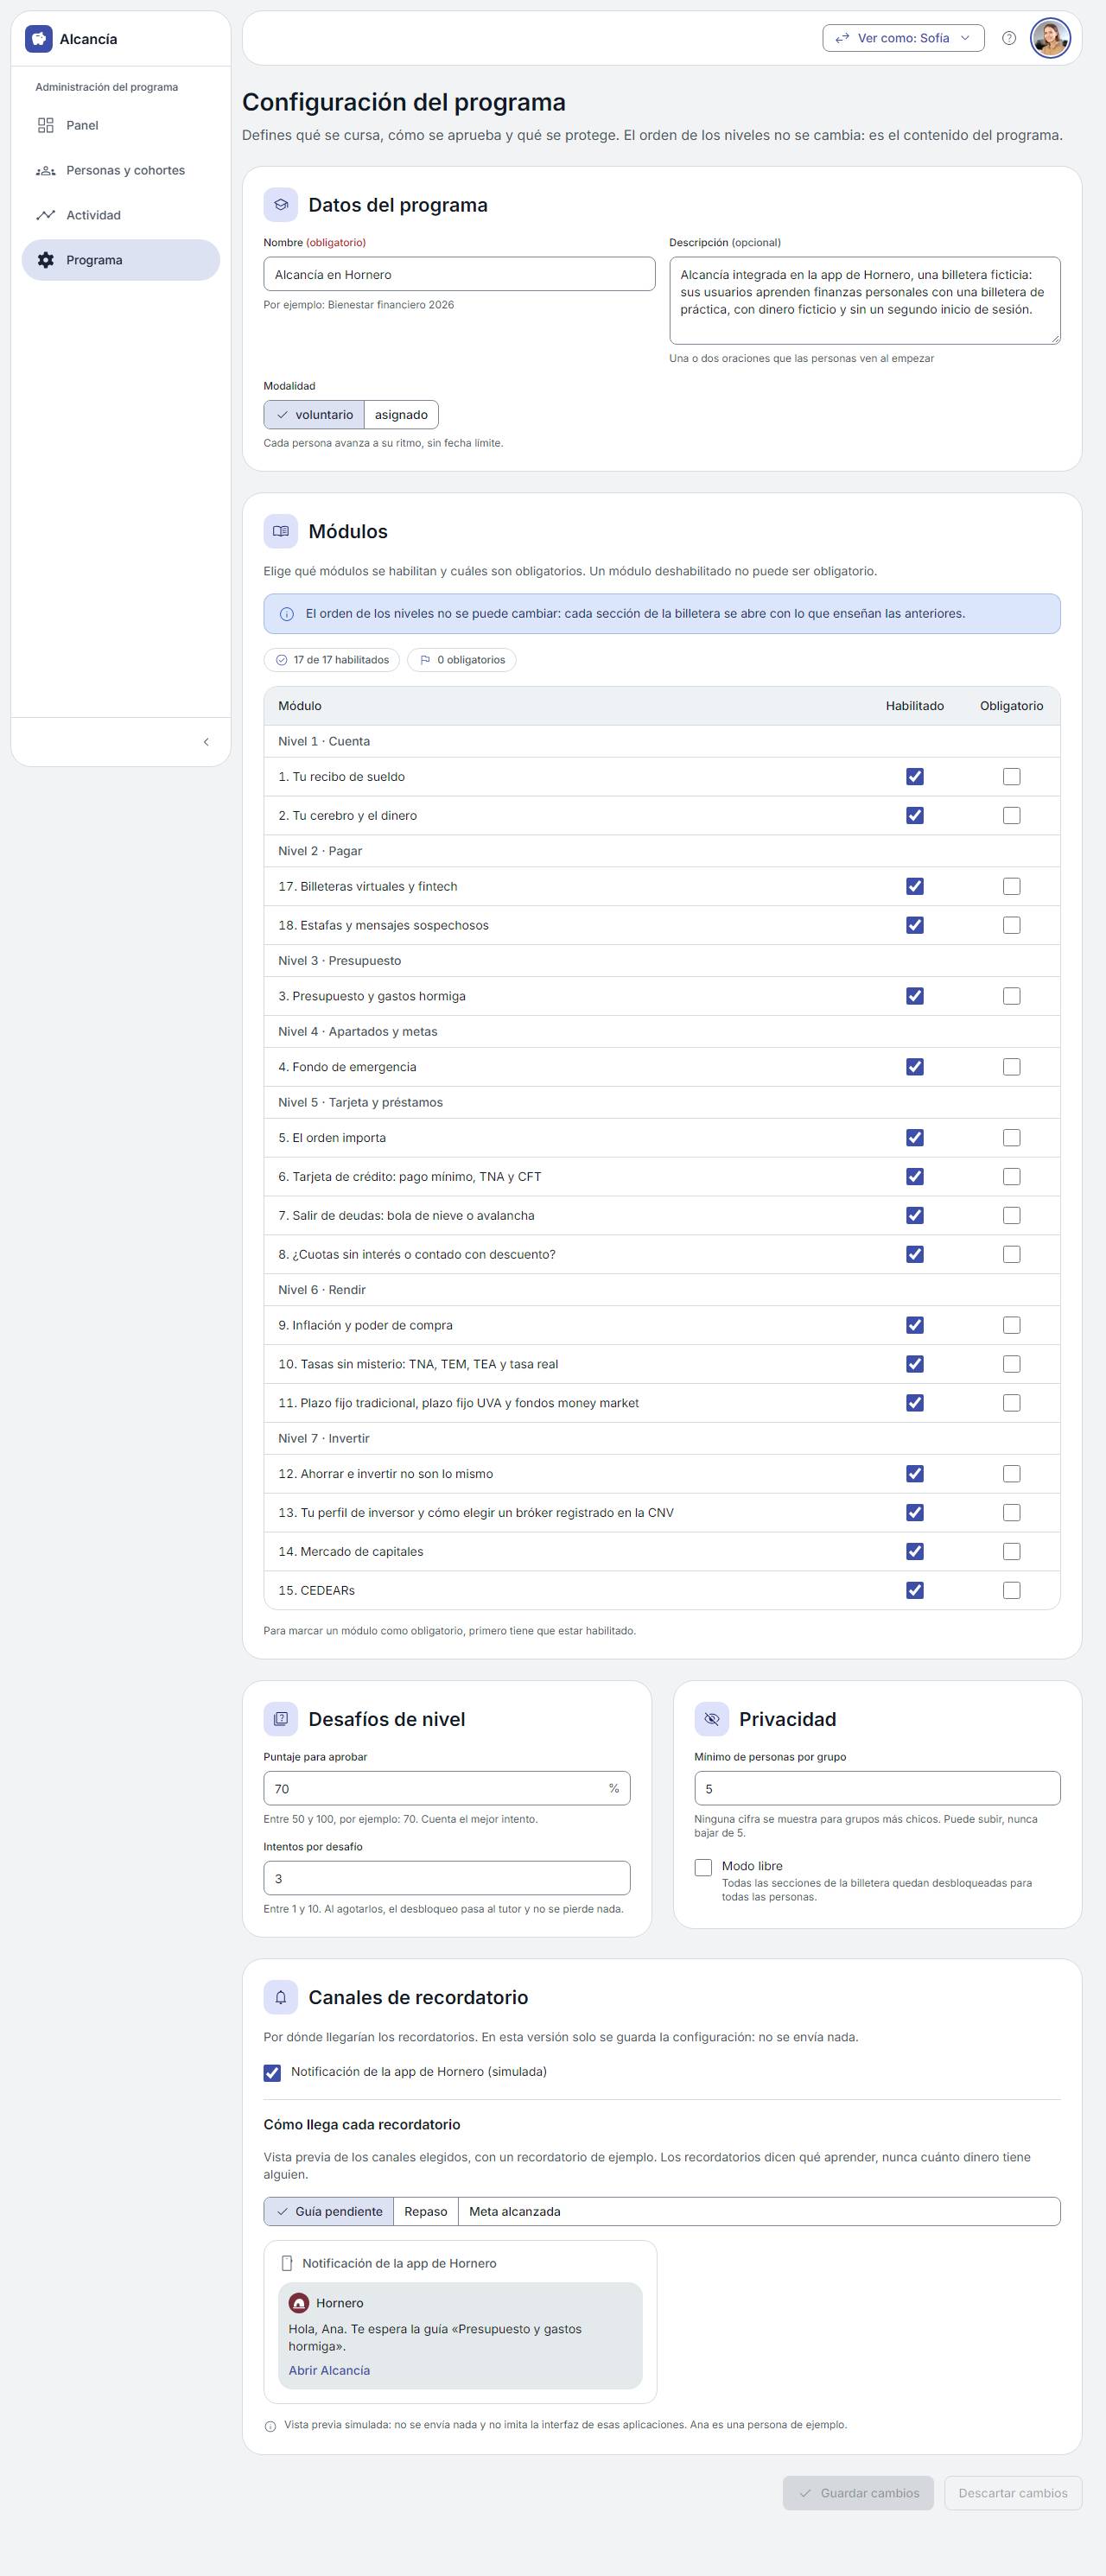 Alcancía
Administración del programa
Panel
Personas y cohortes
Actividad
Programa
Ver como: Sofía
Configuración del programa
Defines qué se cursa, cómo se aprueba y qué se protege. El orden de los niveles no se cambia: es el contenido del programa.
Datos del programa
Nombre (obligatorio)
Alcancía en Hornero
Por ejemplo: Bienestar financiero 2026
Descripción (opcional)
Alcancía integrada en la app de Hornero, una billetera ficticia:
sus usuarios aprenden finanzas personales con una billetera de
práctica, con dinero ficticio y sin un segundo inicio de sesión.
Una o dos oraciones que las personas ven al empezar
Modalidad
voluntario
asignado
Cada persona avanza a su ritmo, sin fecha límite.
Módulos
Elige qué módulos se habilitan y cuáles son obligatorios. Un módulo deshabilitado no puede ser obligatorio.
El orden de los niveles no se puede cambiar: cada sección de la billetera se abre con lo que enseñan las anteriores.
17 de 17 habilitados
0 obligatorios
Módulo Habilitado Obligatorio
Nivel 1 · Cuenta
1. Tu recibo de sueldo
2. Tu cerebro y el dinero
Nivel 2 · Pagar
17. Billeteras virtuales y fintech
18. Estafas y mensajes sospechosos
Nivel 3 · Presupuesto
3. Presupuesto y gastos hormiga
Nivel 4 · Apartados y metas
4. Fondo de emergencia
Nivel 5 · Tarjeta y préstamos
5. El orden importa
6. Tarjeta de crédito: pago mínimo, TNA y CFT
7. Salir de deudas: bola de nieve o avalancha
8. ¿Cuotas sin interés o contado con descuento?
Nivel 6 · Rendir
9. Inflación y poder de compra
10. Tasas sin misterio: TNA, TEM, TEA y tasa real
11. Plazo fijo tradicional, plazo fijo UVA y fondos money market
Nivel 7 · Invertir
12. Ahorrar e invertir no son lo mismo
13. Tu perfil de inversor y cómo elegir un bróker registrado en la CNV
14. Mercado de capitales
15. CEDEARs
Para marcar un módulo como obligatorio, primero tiene que estar habilitado.
Desafíos de nivel
Puntaje para aprobar
70 %
Entre 50 y 100, por ejemplo: 70. Cuenta el mejor intento.
Intentos por desafío
3
Entre 1 y 10. Al agotarlos, el desbloqueo pasa al tutor y no se pierde nada.
Privacidad
Mínimo de personas por grupo
5
Ninguna cifra se muestra para grupos más chicos. Puede subir, nunca
bajar de 5.
Modo libre
Todas las secciones de la billetera quedan desbloqueadas para
todas las personas.
Canales de recordatorio
Por dónde llegarían los recordatorios. En esta versión solo se guarda la configuración: no se envía nada.
Notificación de la app de Hornero (simulada)
Cómo llega cada recordatorio
Vista previa de los canales elegidos, con un recordatorio de ejemplo. Los recordatorios dicen qué aprender, nunca cuánto dinero tiene
alguien.
Guía pendiente
Repaso
Meta alcanzada
Notificación de la app de Hornero
Hornero
Hola, Ana. Te espera la guía «Presupuesto y gastos
hormiga».
Abrir Alcancía
Vista previa simulada: no se envía nada y no imita la interfaz de esas aplicaciones. Ana es una persona de ejemplo.
Guardar cambios
Descartar cambios